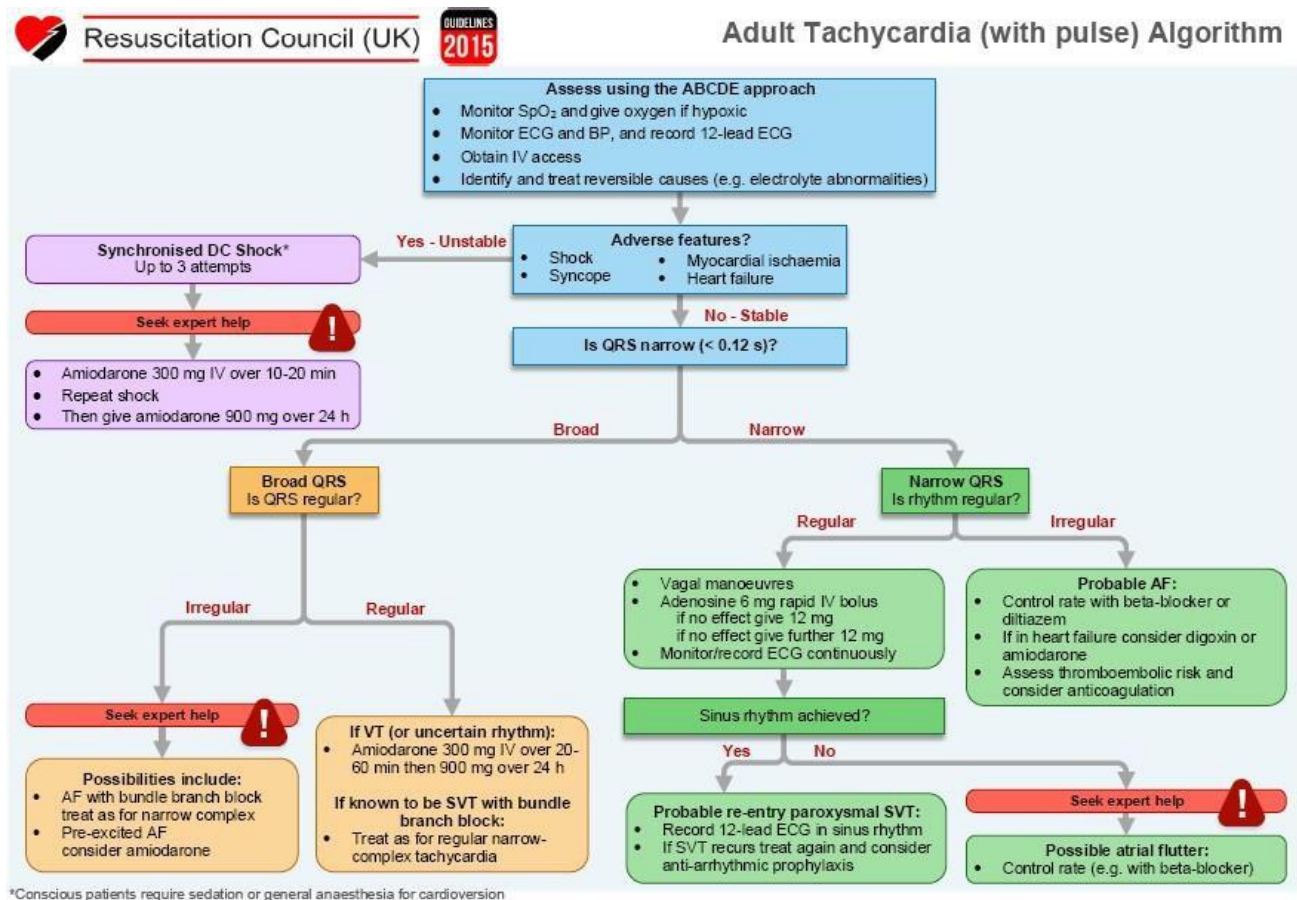 Resuscitation Council (UK)
GUIDELINES
2015
Adult Tachycardia (with pulse) Algorithm
Assess using the ABCDE approach
• Monitor SpO₂ and give oxygen if hypoxic
• Monitor ECG and BP, and record 12-lead ECG
• Obtain IV access
• Identify and treat reversible causes (e.g. electrolyte abnormalities)
Adverse features?
• Shock
• Syncope
• Myocardial ischaemia
• Heart failure
Yes - Unstable
Synchronised DC Shock*
Up to 3 attempts
Seek expert help
!
• Amiodarone 300 mg IV over 10-20 min
• Repeat shock
• Then give amiodarone 900 mg over 24 h
No - Stable
Is QRS narrow (< 0.12 s)?
Broad
Narrow
Broad QRS
Is QRS regular?
Irregular
Regular
Seek expert help
!
Possibilities include:
• AF with bundle branch block
treat as for narrow complex
• Pre-excited AF
consider amiodarone
If VT (or uncertain rhythm):
• Amiodarone 300 mg IV over 20-
60 min then 900 mg over 24 h
If known to be SVT with bundle
branch block:
• Treat as for regular narrow-
complex tachycardia
Narrow QRS
Is rhythm regular?
Regular
Irregular
• Vagal manoeuvres
• Adenosine 6 mg rapid IV bolus
if no effect give 12 mg
if no effect give further 12 mg
• Monitor/record ECG continuously
Probable AF:
• Control rate with beta-blocker or
diltiazem
• If in heart failure consider digoxin or
amiodarone
• Assess thromboembolic risk and
consider anticoagulation
Sinus rhythm achieved?
Yes
No
Probable re-entry paroxysmal SVT:
• Record 12-lead ECG in sinus rhythm
• If SVT recurs treat again and consider
anti-arrhythmic prophylaxis
Seek expert help
!
Possible atrial flutter:
• Control rate (e.g. with beta-blocker)
*Conscious patients require sedation or general anaesthesia for cardioversion